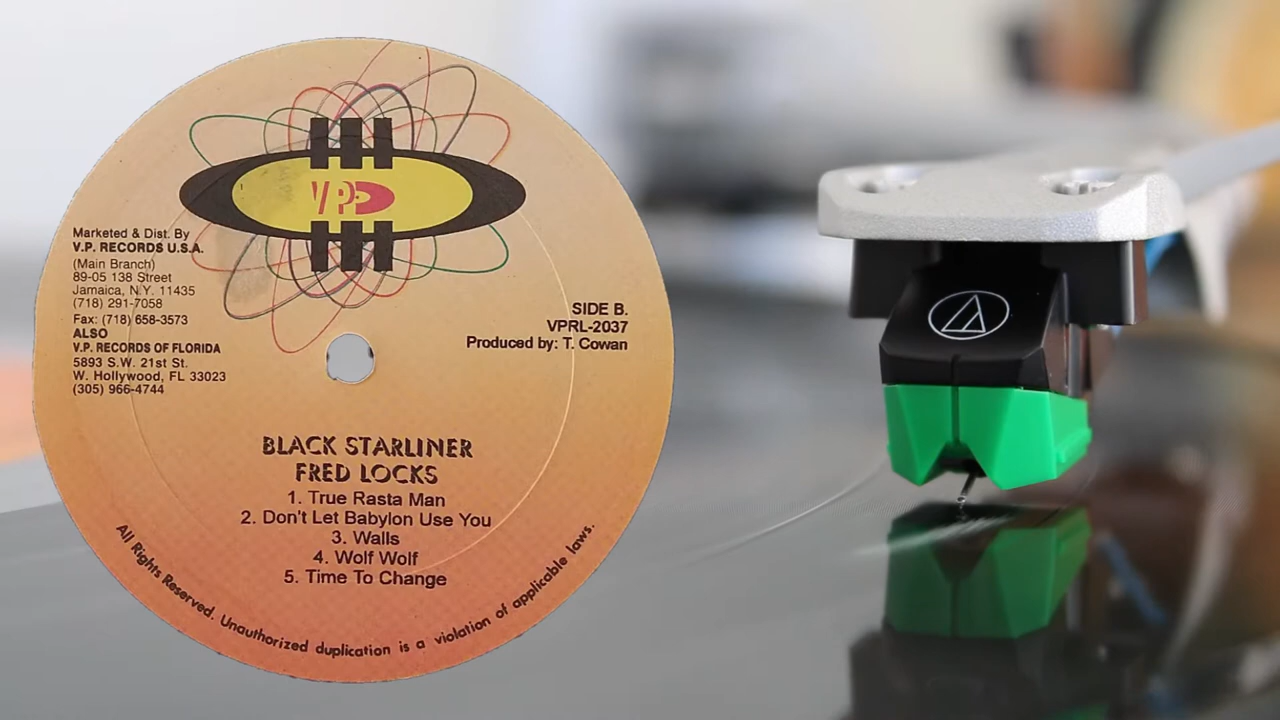 VP
Marketed & Dist. By
V.P. RECORDS U.S.A.
(Main Branch)
89-05 138 Street
Jamaica, N.Y. 11435
(718) 291-7058
Fax: (718) 658-3573
ALSO
V.P. RECORDS OF FLORIDA
5893 S.W. 21st St.
W. Hollywood, FL 33023
(305) 966-4744
SIDE B.
VPRL-2037
Produced by: T. Cowan
BLACK STARLINER
FRED LOCKS
1. True Rasta Man
2. Don't Let Babylon Use You
3. Walls
4. Wolf Wolf
5. Time To Change
All Rights Reserved. Unauthorized duplication is a violation of applicable laws.